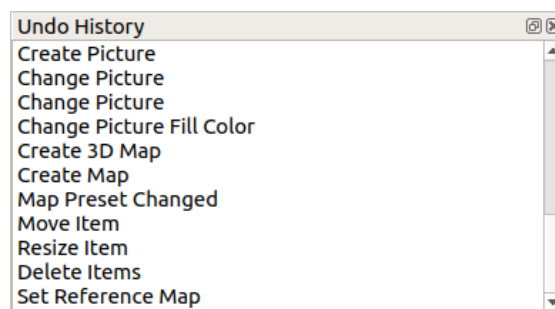 Undo History
Create Picture
Change Picture
Change Picture
Change Picture Fill Color
Create 3D Map
Create Map
Map Preset Changed
Move Item
Resize Item
Delete Items
Set Reference Map